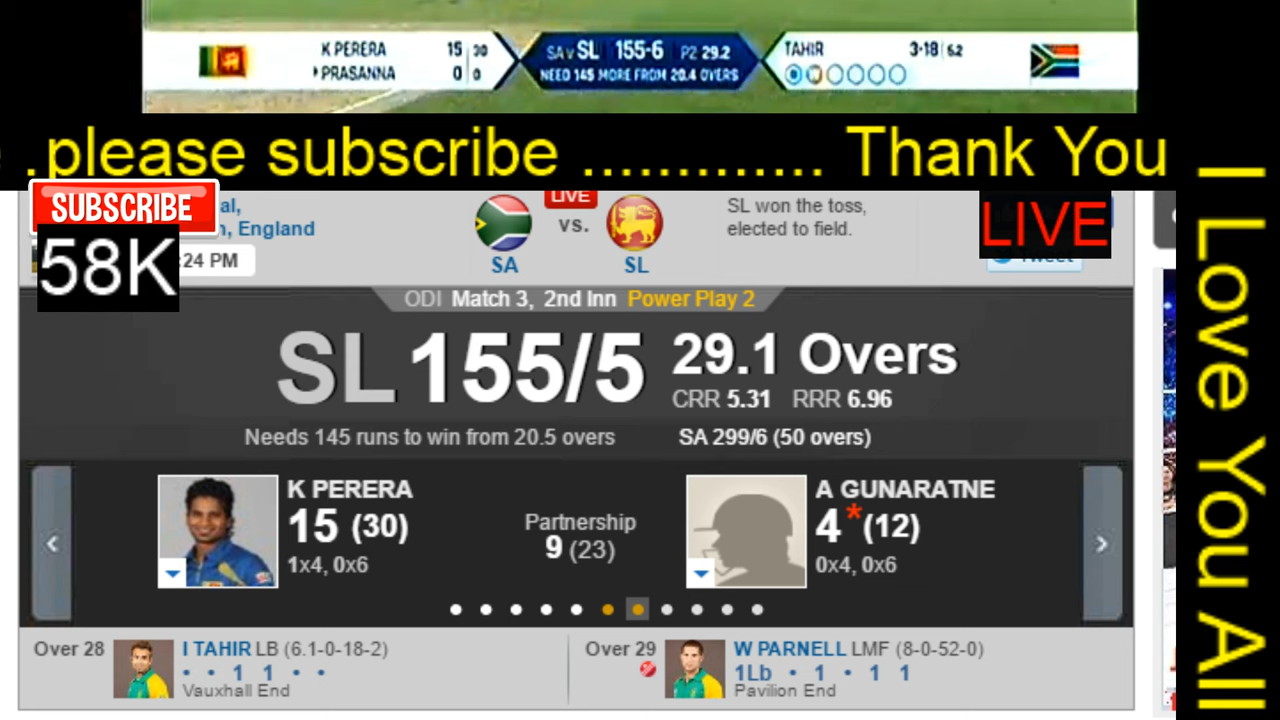 K PERERA 15 30
PRASANNA 0 0
SA v SL 155-6 P2 29.2
NEED 145 MORE FROM 20.4 OVERS
TAHIR 3-18 6.2
.please subscribe ............. Thank You
I Love You All
SUBSCRIBE
58K
al,
, England
:24 PM
LIVE
vs.
SA
SL
SL won the toss,
elected to field.
LIVE
Tweet
ODI Match 3, 2nd Inn Power Play 2
SL 155/5 29.1 Overs
CRR 5.31 RRR 6.96
Needs 145 runs to win from 20.5 overs SA 299/6 (50 overs)
K PERERA
15 (30)
1x4, 0x6
Partnership
9 (23)
A GUNARATNE
4* (12)
0x4, 0x6
Over 28
I TAHIR LB (6.1-0-18-2)
• • 1 1 • •
Vauxhall End
Over 29
W PARNELL LMF (8-0-52-0)
1Lb • 1 • 1 1
Pavilion End